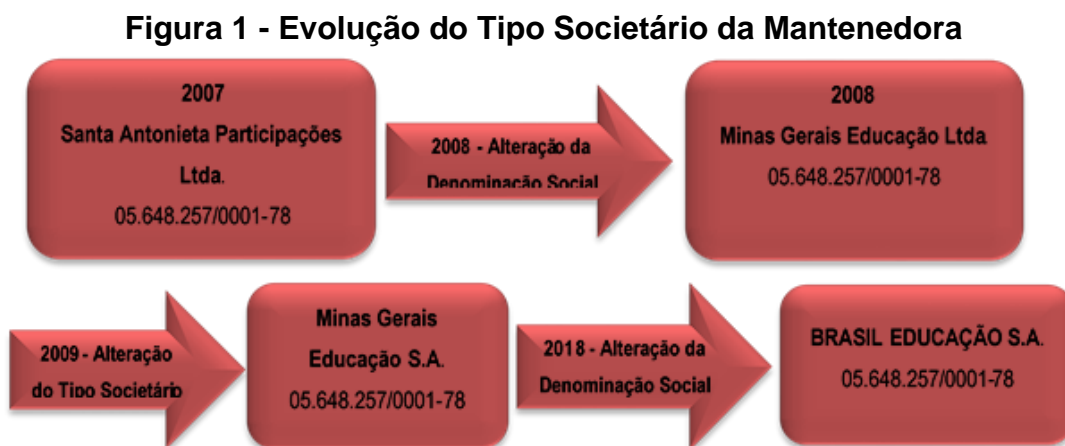 Figura 1 - Evolução do Tipo Societário da Mantenedora
2007
Santa Antonieta Participações
Ltda.
05.648.257/0001-78
2008 - Alteração da
Denominação Social
2008
Minas Gerais Educação Ltda
05.648.257/0001-78
2009 - Alteração
do Tipo Societário
Minas Gerais
Educação S.A.
05.648.257/0001-78
2018 - Alteração da
Denominação Social
BRASIL EDUCAÇÃO S.A.
05.648.257/0001-78